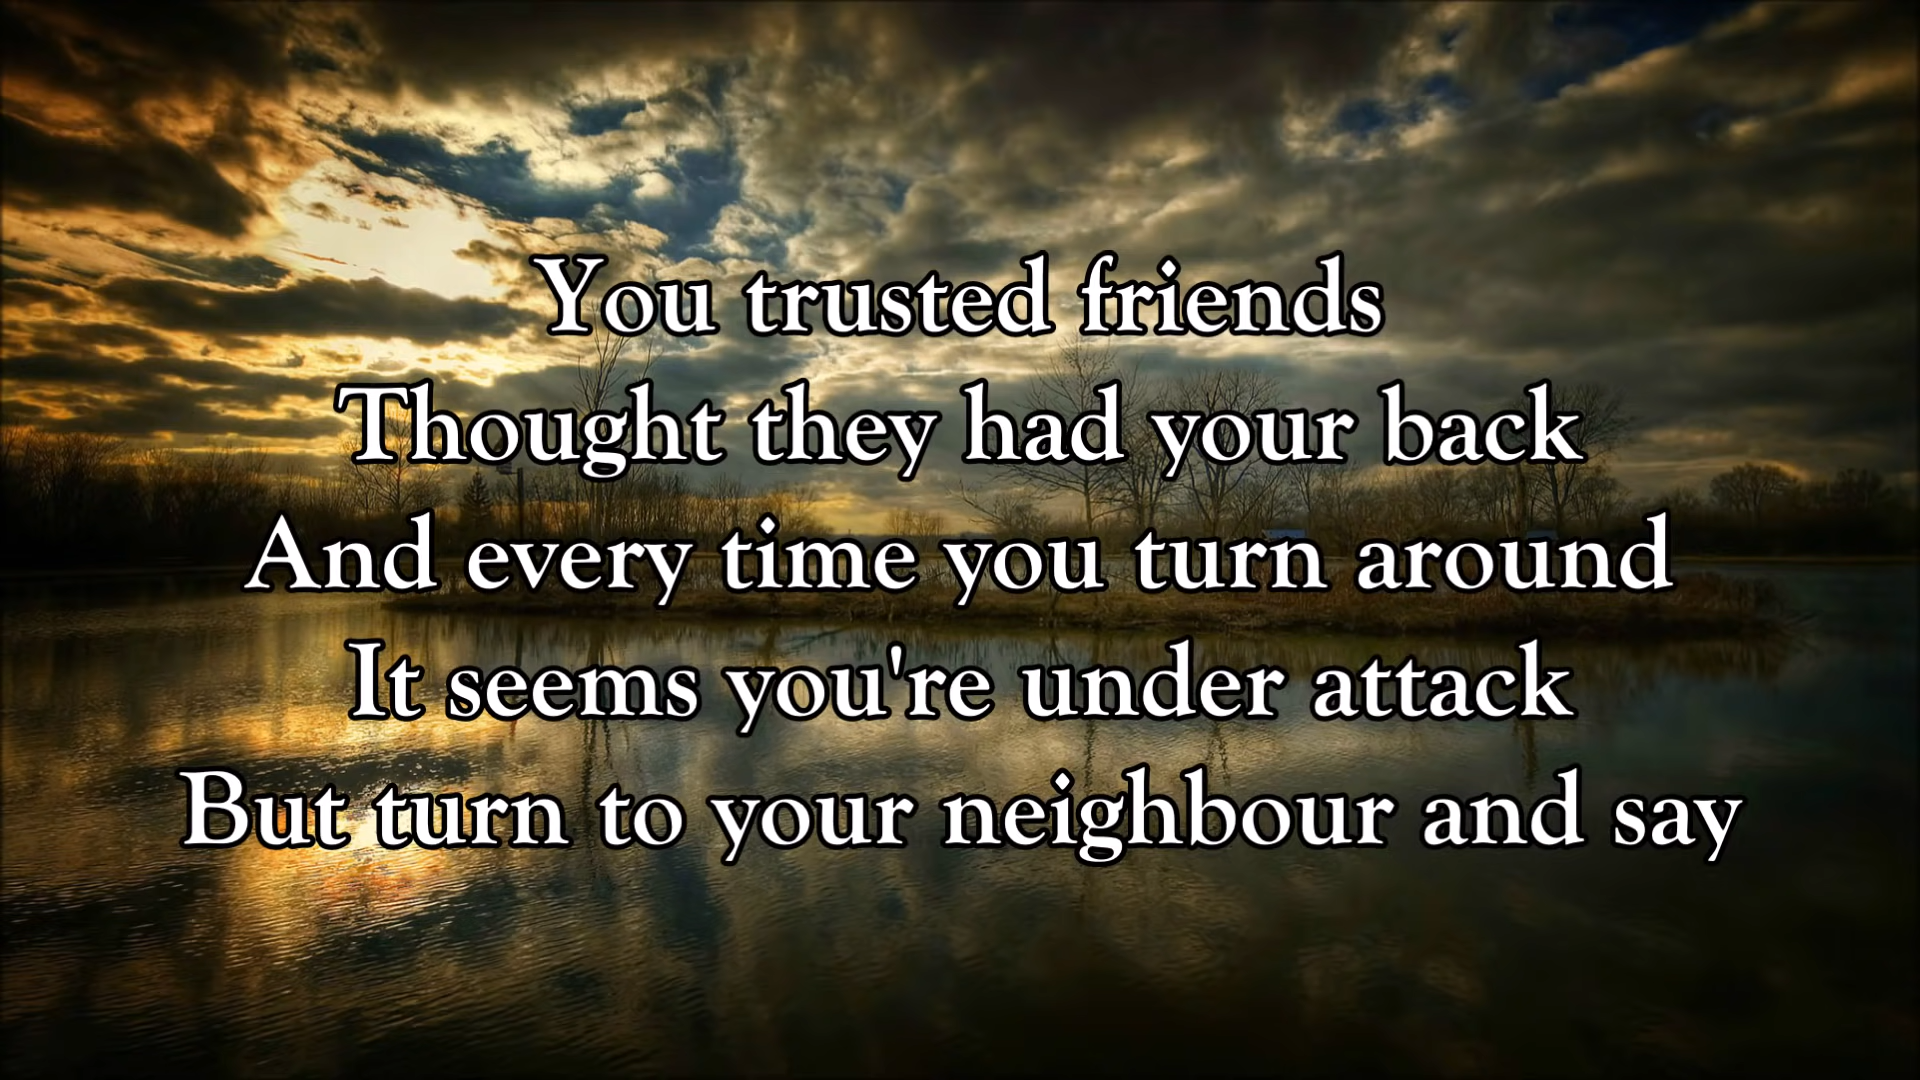 You trusted friends
Thought they had your back
And every time you turn around
It seems you're under attack
But turn to your neighbour and say